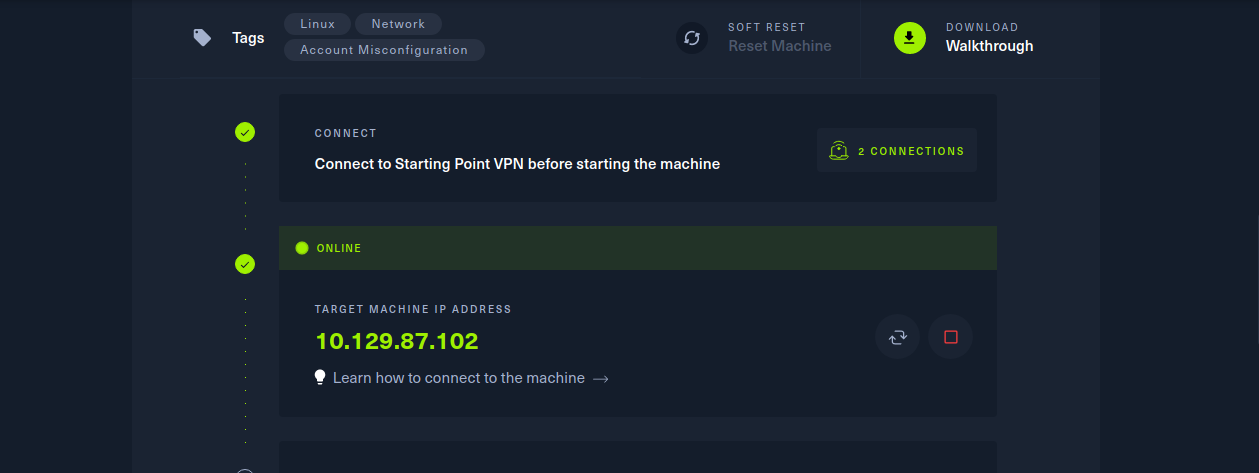 Tags
Linux
Network
Account Misconfiguration
SOFT RESET
Reset Machine
DOWNLOAD
Walkthrough
CONNECT
Connect to Starting Point VPN before starting the machine
2 CONNECTIONS
ONLINE
TARGET MACHINE IP ADDRESS
10.129.87.102
Learn how to connect to the machine →